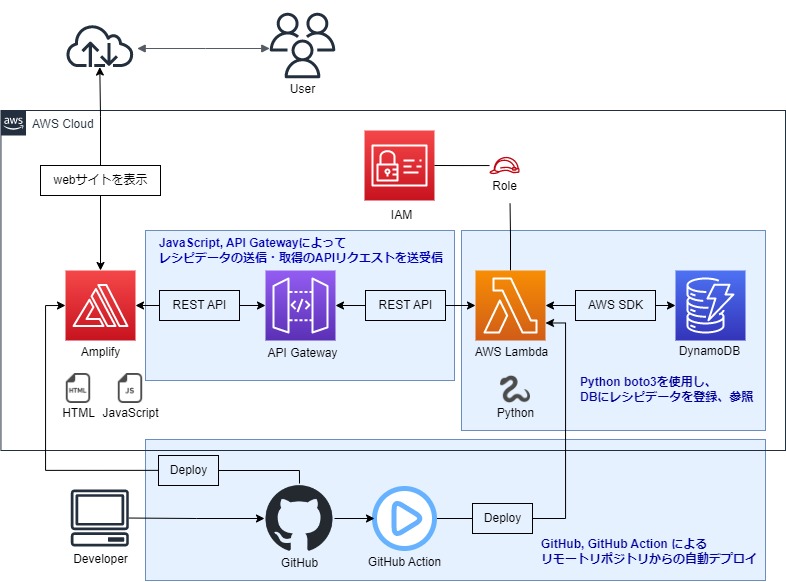 User
aws
AWS Cloud
webサイトを表示
Role
IAM
JavaScript, API Gatewayによって
レシピデータの送信・取得のAPIリクエストを送受信
REST API
REST API
AWS SDK
Amplify
API Gateway
AWS Lambda
DynamoDB
HTML
JS
HTML
JavaScript
Python
Python boto3を使用し、
DBにレシピデータを登録、参照
Deploy
Deploy
Developer
GitHub
GitHub Action
GitHub, GitHub Action による
リモートリポジトリからの自動デプロイ